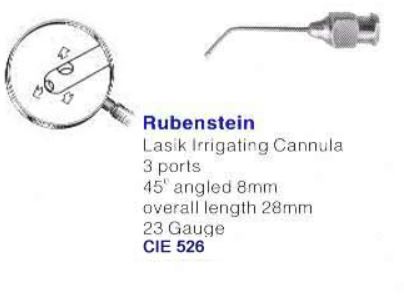 Rubenstein
Lasik Irrigating Cannula
3 ports
45° angled 8mm
overall length 28mm
23 Gauge
CIE 526